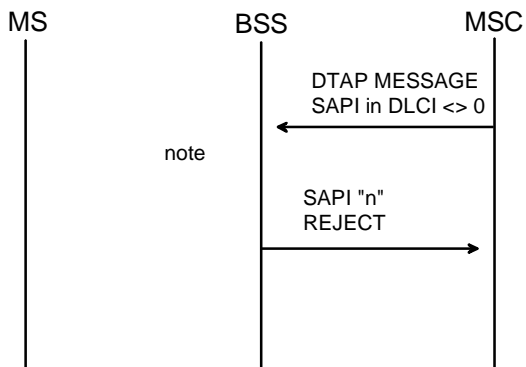 MS
BSS
MSC
DTAP MESSAGE
SAPI in DLCI <> 0
note
SAPI "n"
REJECT